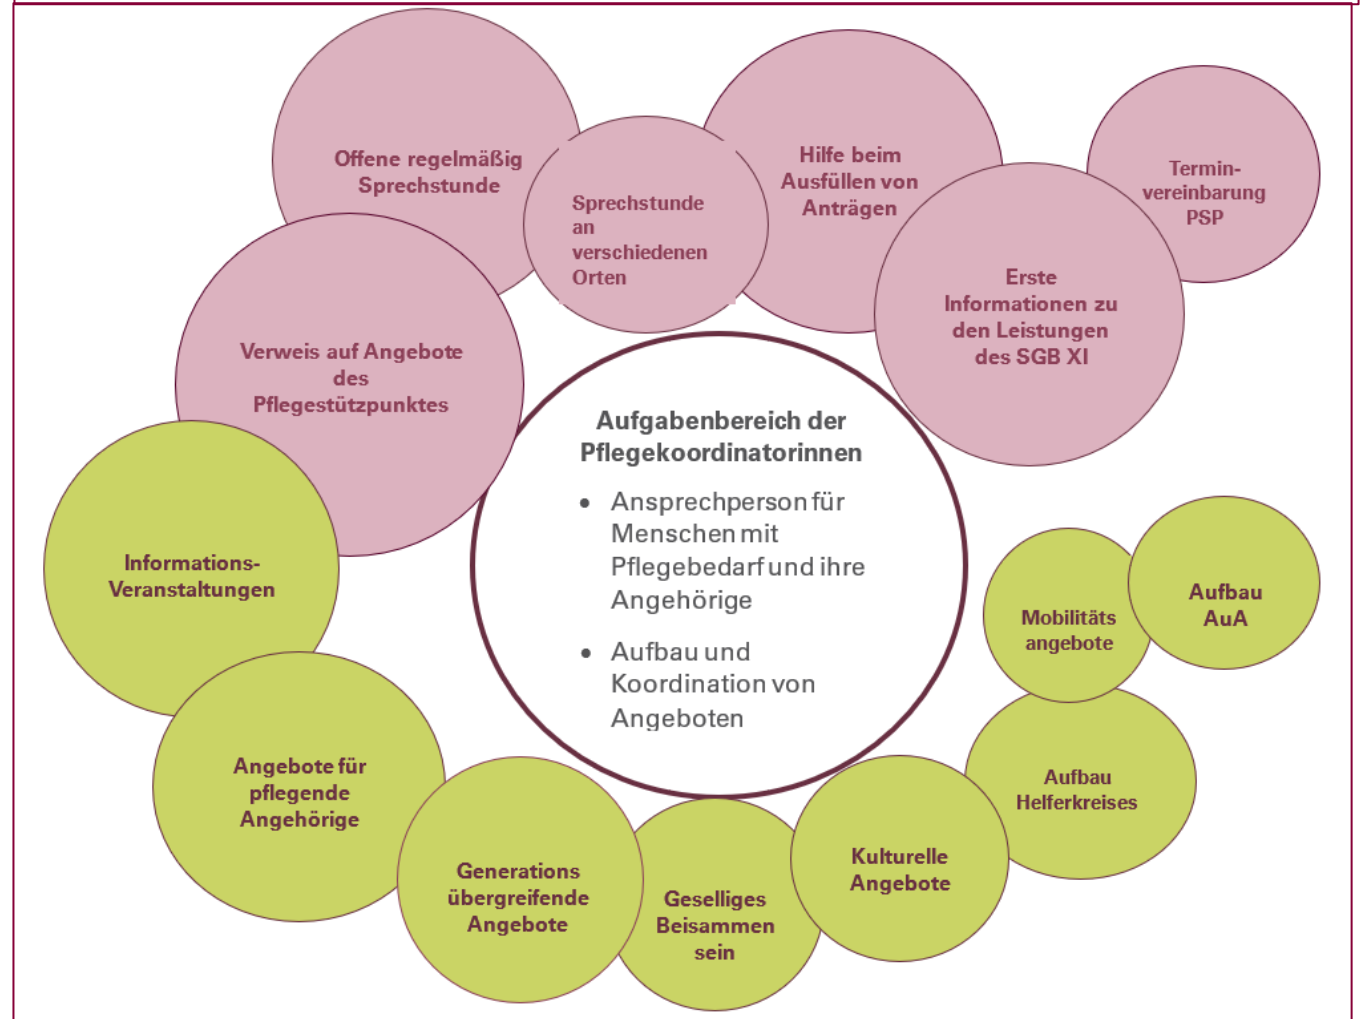 Offene regelmäßig
Sprechstunde
Sprechstunde
an
verschiedenen
Orten
Hilfe beim
Ausfüllen von
Anträgen
Termin-
vereinbarung
PSP
Erste
Informationen zu
den Leistungen
des SGB XI
Verweis auf Angebote
des
Pflegestützpunktes
Aufgabenbereich der
Pflegekoordinatorinnen
• Ansprechperson für
Menschen mit
Pflegebedarf und ihre
Angehörige
• Aufbau und
Koordination von
Angeboten
Informations-
Veranstaltungen
Angebote für
pflegende
Angehörige
Generations
übergreifende
Angebote
Geselliges
Beisammen
sein
Kulturelle
Angebote
Aufbau
Helferkreises
Mobilitäts
angebote
Aufbau
AuA